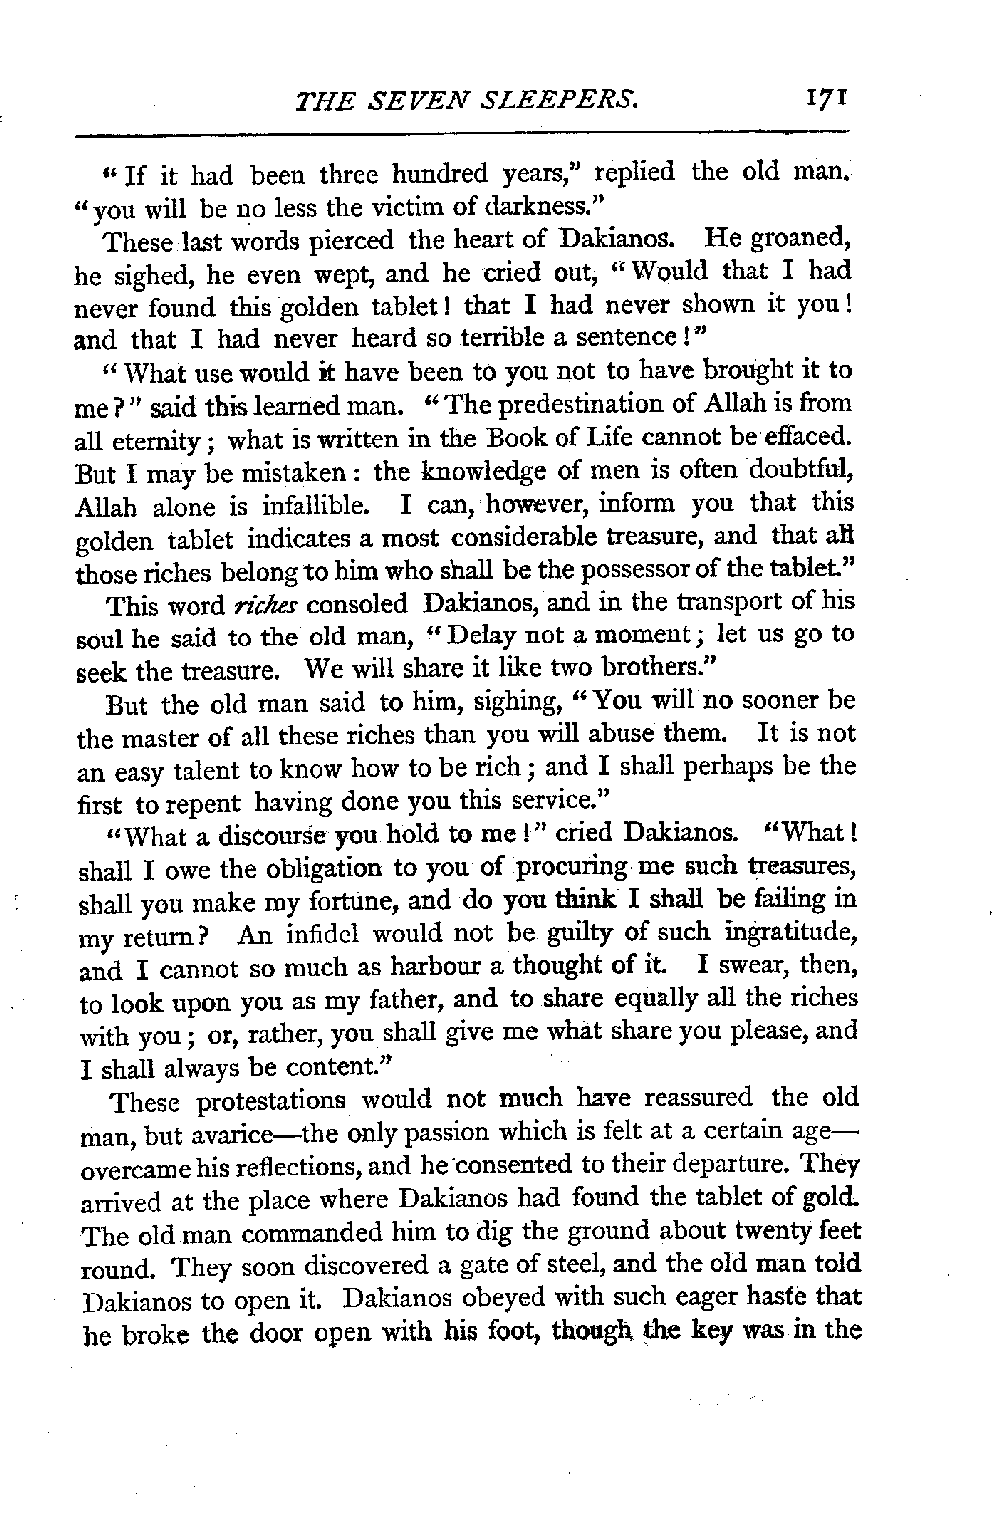 THE SEVEN SLEEPERS. 171
“If it had been three hundred years,” replied the old man.
“you will be no less the victim of darkness.”
These last words pierced the heart of Dakianos. He groaned,
he sighed, he even wept, and he cried out, “Would that I had
never found this golden tablet! that I had never shown it you!
and that I had never heard so terrible a sentence!”
“What use would it have been to you not to have brought it to
me?” said this learned man. “The predestination of Allah is from
all eternity; what is written in the Book of Life cannot be effaced.
But I may be mistaken: the knowledge of men is often doubtful,
Allah alone is infallible. I can, however, inform you that this
golden tablet indicates a most considerable treasure, and that all
those riches belong to him who shall be the possessor of the tablet.”
This word riches consoled Dakianos, and in the transport of his
soul he said to the old man, “Delay not a moment; let us go to
seek the treasure. We will share it like two brothers.”
But the old man said to him, sighing, “You will no sooner be
the master of all these riches than you will abuse them. It is not
an easy talent to know how to be rich; and I shall perhaps be the
first to repent having done you this service.”
“What a discourse you hold to me!” cried Dakianos. “What!
shall I owe the obligation to you of procuring me such treasures,
shall you make my fortune, and do you think I shall be failing in
my return? An infidel would not be guilty of such ingratitude,
and I cannot so much as harbour a thought of it. I swear, then,
to look upon you as my father, and to share equally all the riches
with you; or, rather, you shall give me what share you please, and
I shall always be content.”
These protestations would not much have reassured the old
man, but avarice—the only passion which is felt at a certain age—
overcame his reflections, and he consented to their departure. They
arrived at the place where Dakianos had found the tablet of gold.
The old man commanded him to dig the ground about twenty feet
round. They soon discovered a gate of steel, and the old man told
Dakianos to open it. Dakianos obeyed with such eager haste that
he broke the door open with his foot, though the key was in the